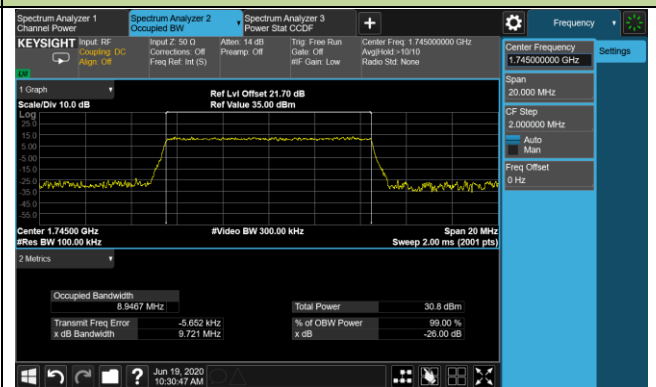 Spectrum Analyzer 1
Channel Power
Spectrum Analyzer 2
Occupied BW
Spectrum Analyzer 3
Power Stat CCDF
+
Frequency
KEYSIGHT
Input: RF
Coupling: DC
Align: Off
Input Z: 50 Ω
Corrections: Off
Freq Ref: Int (S)
Atten: 14 dB
Preamp: Off
Trig: Free Run
Gate: Off
#IF Gain: Low
Center Freq: 1.745000000 GHz
Avg|Hold:>10/10
Radio Std: None
LW
1 Graph
Scale/Div 10.0 dB
Ref Lvl Offset 21.70 dB
Ref Value 35.00 dBm
Log
25.0
15.0
5.00
-5.00
-15.0
-25.0
-35.0
-45.0
-55.0
Center 1.74500 GHz
#Res BW 100.00 kHz
#Video BW 300.00 kHz
Span 20 MHz
Sweep 2.00 ms (2001 pts)
2 Metrics
Occupied Bandwidth
8.9467 MHz
Total Power
30.8 dBm
Transmit Freq Error
-5.652 kHz
% of OBW Power
99.00 %
x dB Bandwidth
9.721 MHz
x dB
-26.00 dB
Center Frequency
1.745000000 GHz
Settings
Span
20.000 MHz
CF Step
2.000000 MHz
Auto
Man
Freq Offset
0 Hz
?
Jun 19, 2020
10:30:47 AM